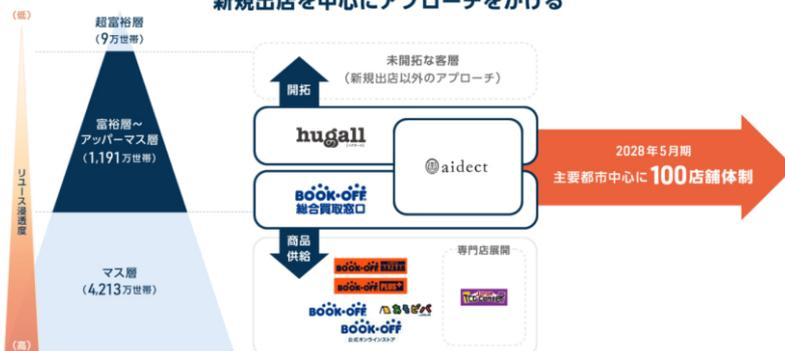 新規出店を中心にアプローチをかける
(低)
超富裕層
(9万世帯)
未開拓な客層
(新規出店以外のアプローチ)
開拓
富裕層〜
アッパーマス層
(1,191万世帯)
hugall
aidect
2028年5月期
主要都市中心に100店舗体制
リユース浸透度
BOOK・OFF
総合買取窓口
商品
供給
専門店展開
マス層
(4,213万世帯)
BOOK・OFF
BOOK・OFF PLUS+
BOOK・OFF
あそビバ
BOOK・OFF
公式オンラインストア
(高)